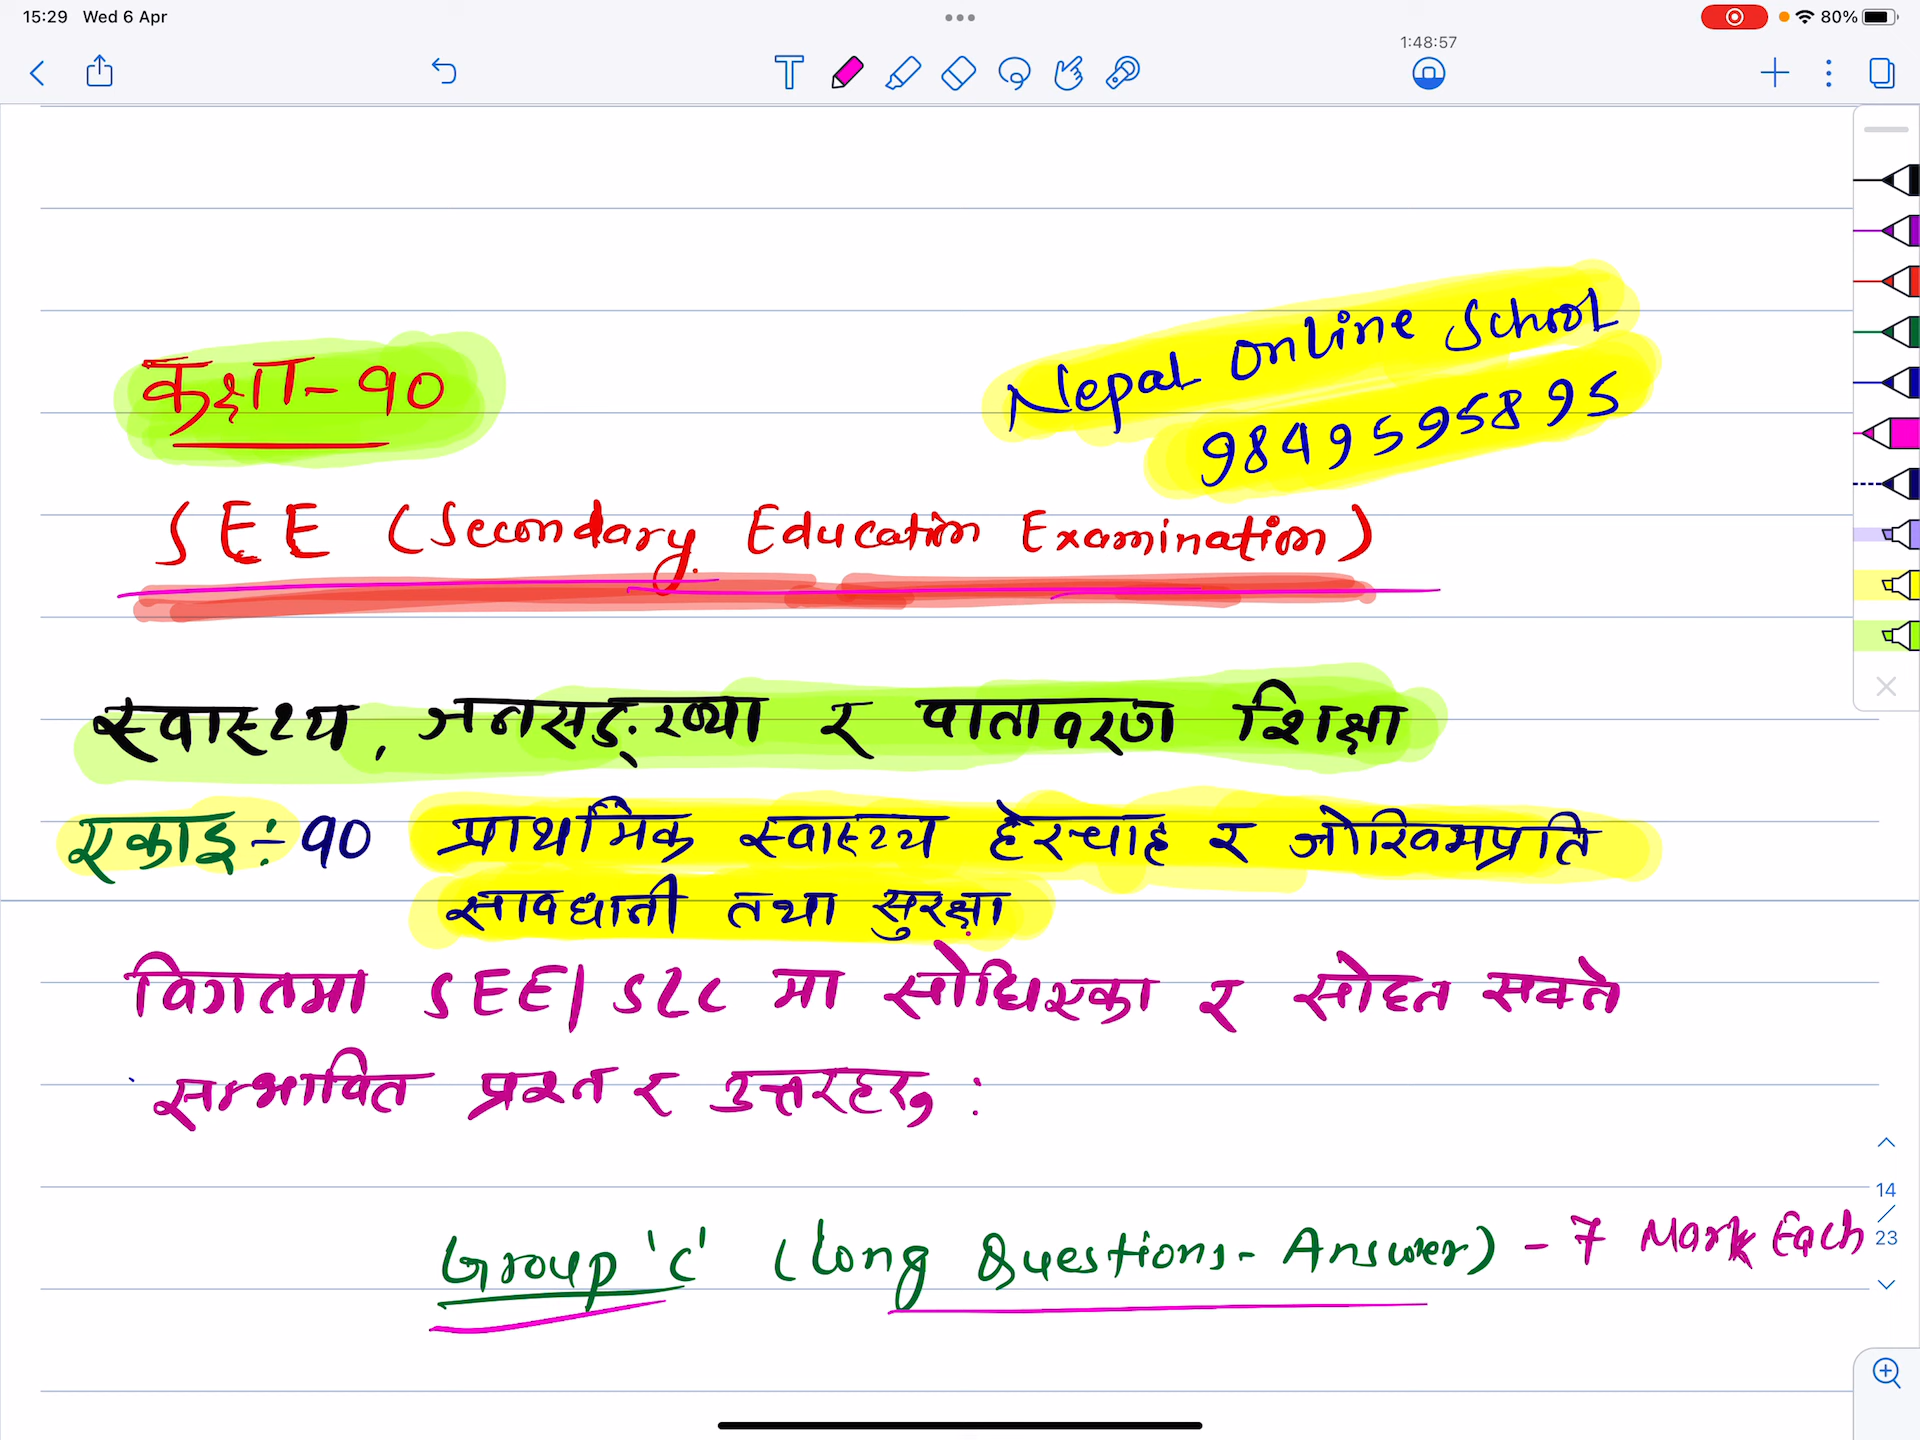 15:29 Wed 6 Apr
80%
1:48:57
कक्षा - १०
Nepal Online School
9849595895
SEE (Secondary Education Examination)
स्वास्थ्य, जनसङ्ख्या र वातावरण शिक्षा
एकाइ :- १० प्राथमिक स्वास्थ्य हेरचाह र जोखिमप्रति
सावधानी तथा सुरक्षा
विगतमा SEE/SLC मा सोधिएका र सोध्न सक्ने
सम्भावित प्रश्न र उत्तरहरु :
Group 'C' (Long Questions - Answer) - 7 Mark Each
14
/
23